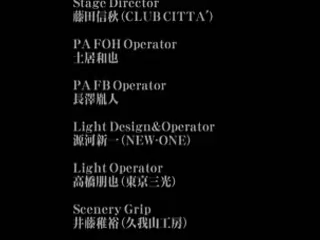 Stage Director
藤田信秋（CLUB CITTA'）
PA FOH Operator
土居和也
PA FB Operator
長澤胤人
Light Design&Operator
源河新一（NEW-ONE）
Light Operator
高橋朋也（東京三光）
Scenery Grip
井藤稚裕（久我山工房）